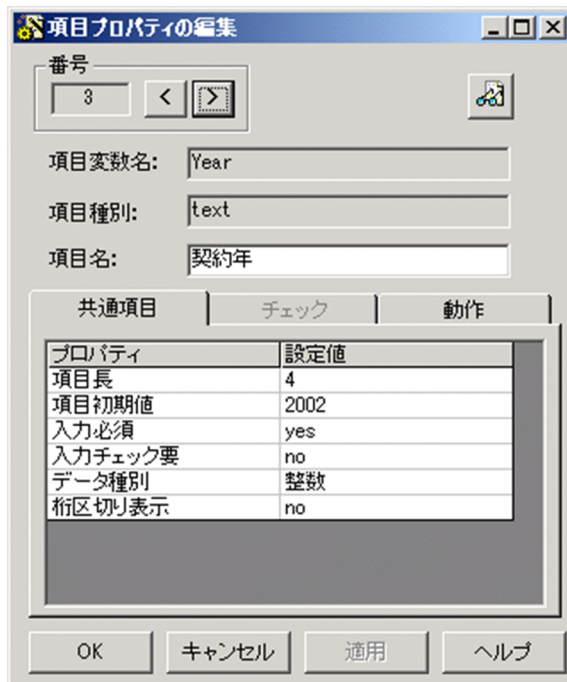 項目プロパティの編集
番号
3 < >
項目変数名: Year
項目種別: text
項目名: 契約年
共通項目 チェック 動作
プロパティ 設定値
項目長 4
項目初期値 2002
入力必須 yes
入力チェック要 no
データ種別 整数
桁区切り表示 no
OK キャンセル 適用 ヘルプ